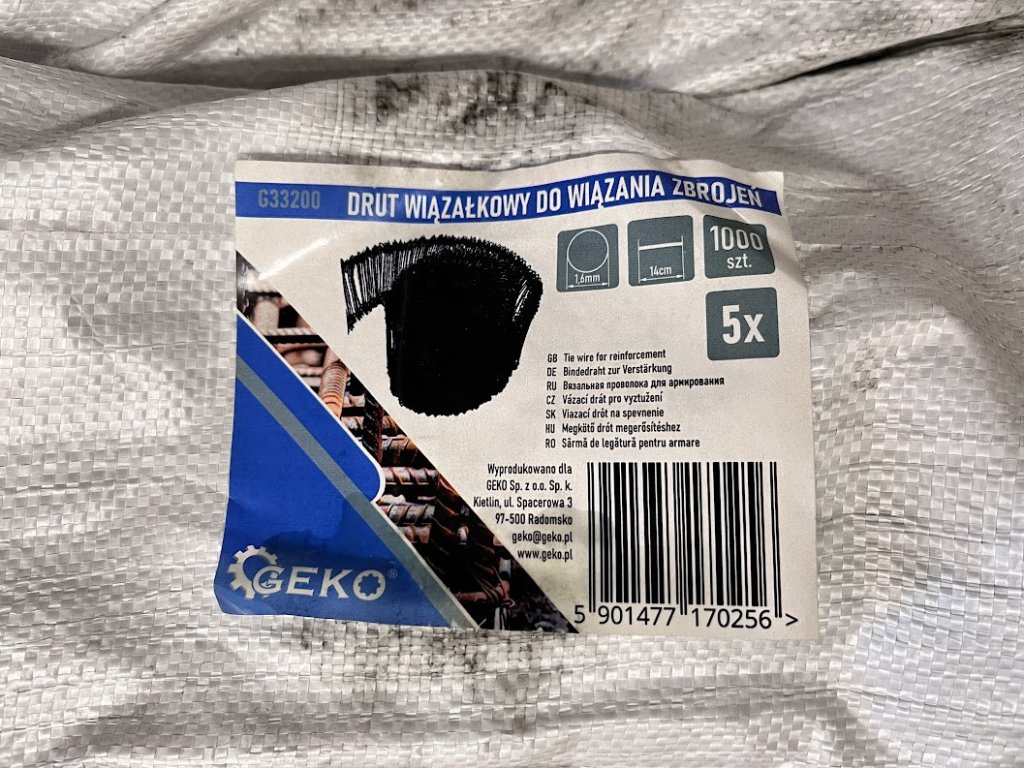 G33200 DRUT WIĄZAŁKOWY DO WIĄZANIA ZBROJEŃ
1,6mm
14cm
1000
szt.
5x
GB Tie wire for reinforcement
DE Bindedraht zur Verstärkung
RU Вязальная проволока для армирования
CZ Vázací drát pro vyztužení
SK Viazací drôt na spevnenie
HU Megkötő drót megerősítéshez
RO Sârmă de legătură pentru armare
Wyprodukowano dla
GEKO Sp. z o.o. Sp. k.
Kietlin, ul. Spacerowa 3
97-500 Radomsko
geko@geko.pl
www.geko.pl
G GEKO®
5 901477 170256 >